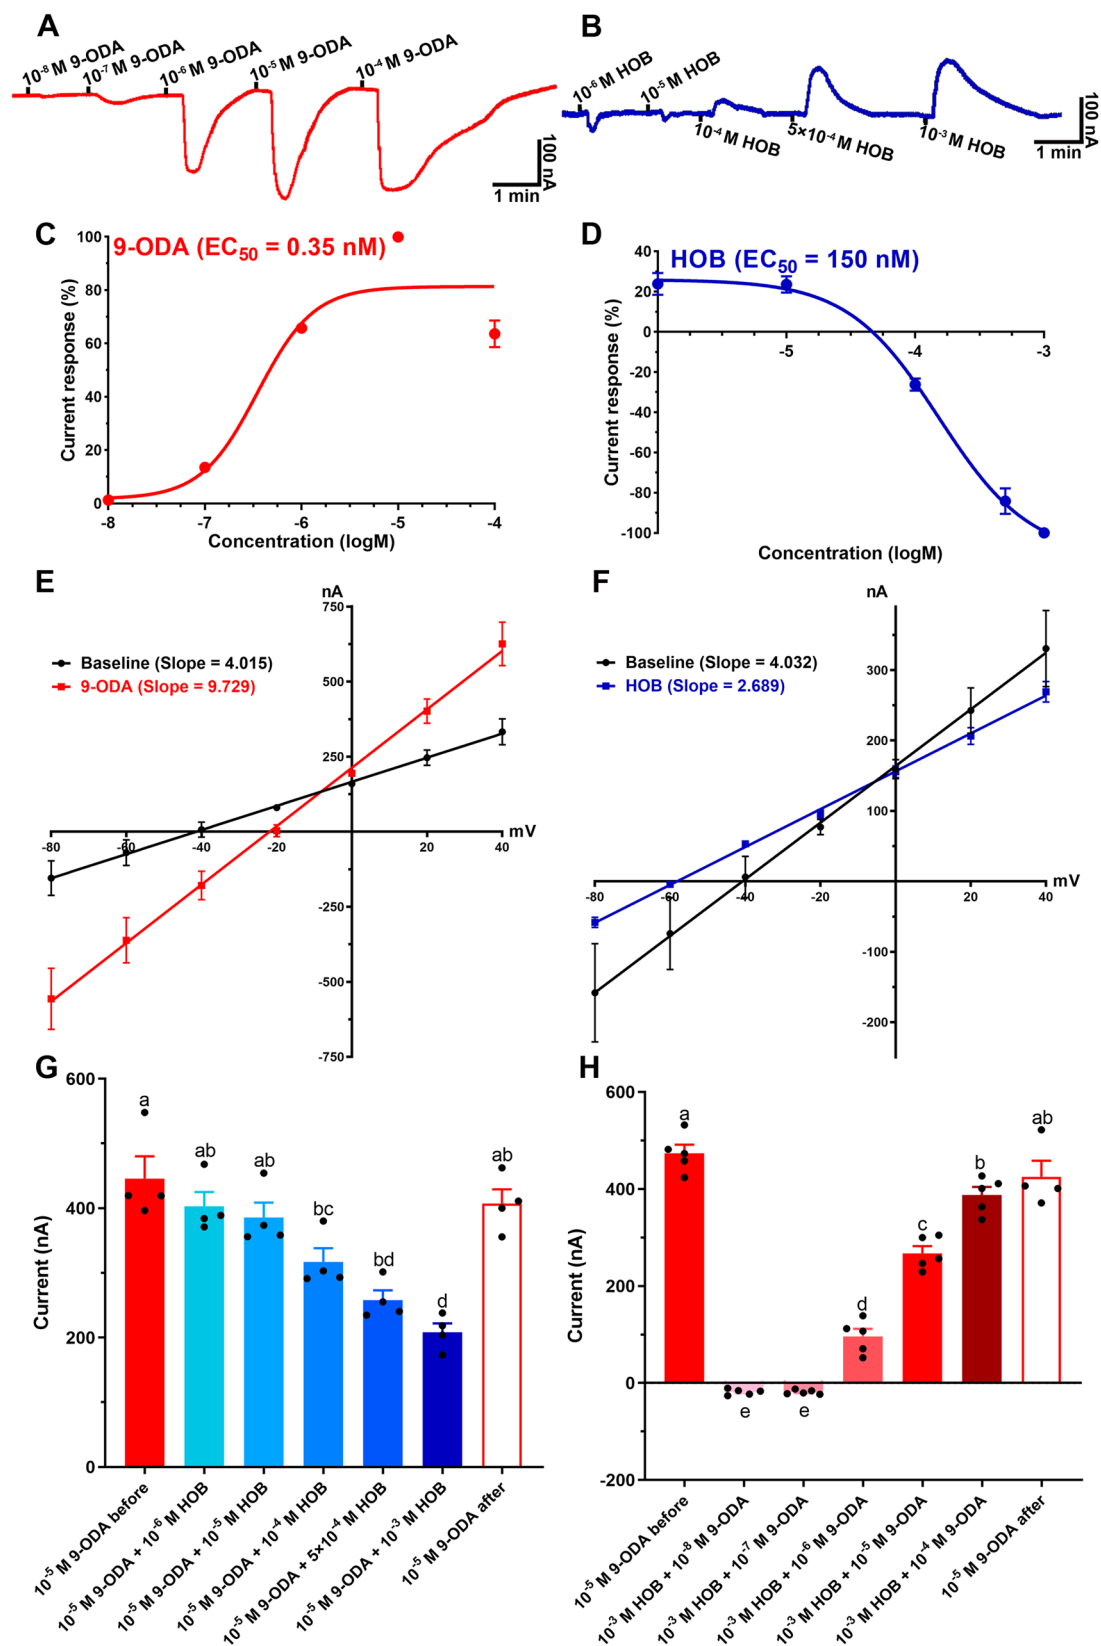 A
10-8 M 9-ODA
10-7 M 9-ODA
10-6 M 9-ODA
10-5 M 9-ODA
10-4 M 9-ODA
100 nA
1 min
B
10-6 M HOB
10-5 M HOB
10-4 M HOB
5×10-4 M HOB
10-3 M HOB
100 nA
1 min
C
9-ODA (EC50 = 0.35 nM)
Current response (%)
100
80
60
40
20
0
-8
-7
-6
-5
-4
Concentration (logM)
D
HOB (EC50 = 150 nM)
Current response (%)
40
20
0
-20
-40
-60
-80
-100
-5
-4
-3
Concentration (logM)
E
nA
750
500
250
-250
-500
-750
Baseline (Slope = 4.015)
9-ODA (Slope = 9.729)
-80
-60
-40
-20
20
40
mV
F
nA
300
200
100
-100
-200
Baseline (Slope = 4.032)
HOB (Slope = 2.689)
-80
-60
-40
-20
20
40
mV
G
Current (nA)
600
400
200
0
a
ab
ab
bc
bd
d
ab
10-5 M 9-ODA before
10-5 M 9-ODA + 10-6 M HOB
10-5 M 9-ODA + 10-5 M HOB
10-5 M 9-ODA + 10-4 M HOB
10-5 M 9-ODA + 5×10-4 M HOB
10-5 M 9-ODA + 10-3 M HOB
10-5 M 9-ODA after
H
Current (nA)
600
400
200
0
-200
a
e
e
d
c
b
ab
10-5 M 9-ODA before
10-3 M HOB + 10-8 M 9-ODA
10-3 M HOB + 10-7 M 9-ODA
10-3 M HOB + 10-6 M 9-ODA
10-3 M HOB + 10-5 M 9-ODA
10-3 M HOB + 10-4 M 9-ODA
10-5 M 9-ODA after